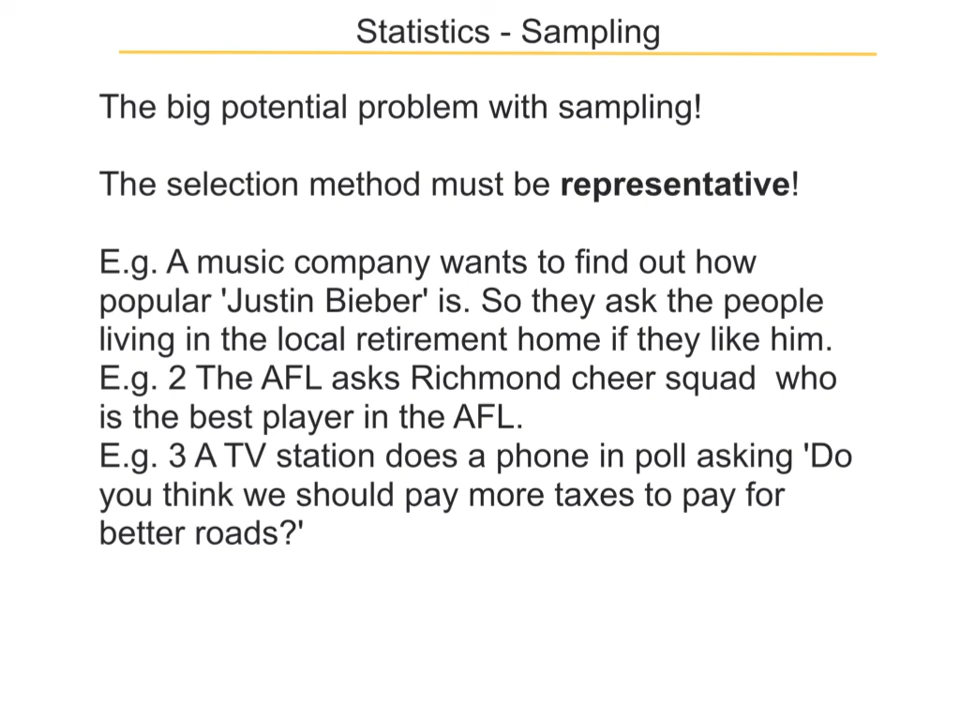 Statistics - Sampling
The big potential problem with sampling!
The selection method must be representative!
E.g. A music company wants to find out how
popular 'Justin Bieber' is. So they ask the people
living in the local retirement home if they like him.
E.g. 2 The AFL asks Richmond cheer squad  who
is the best player in the AFL.
E.g. 3 A TV station does a phone in poll asking 'Do
you think we should pay more taxes to pay for
better roads?'